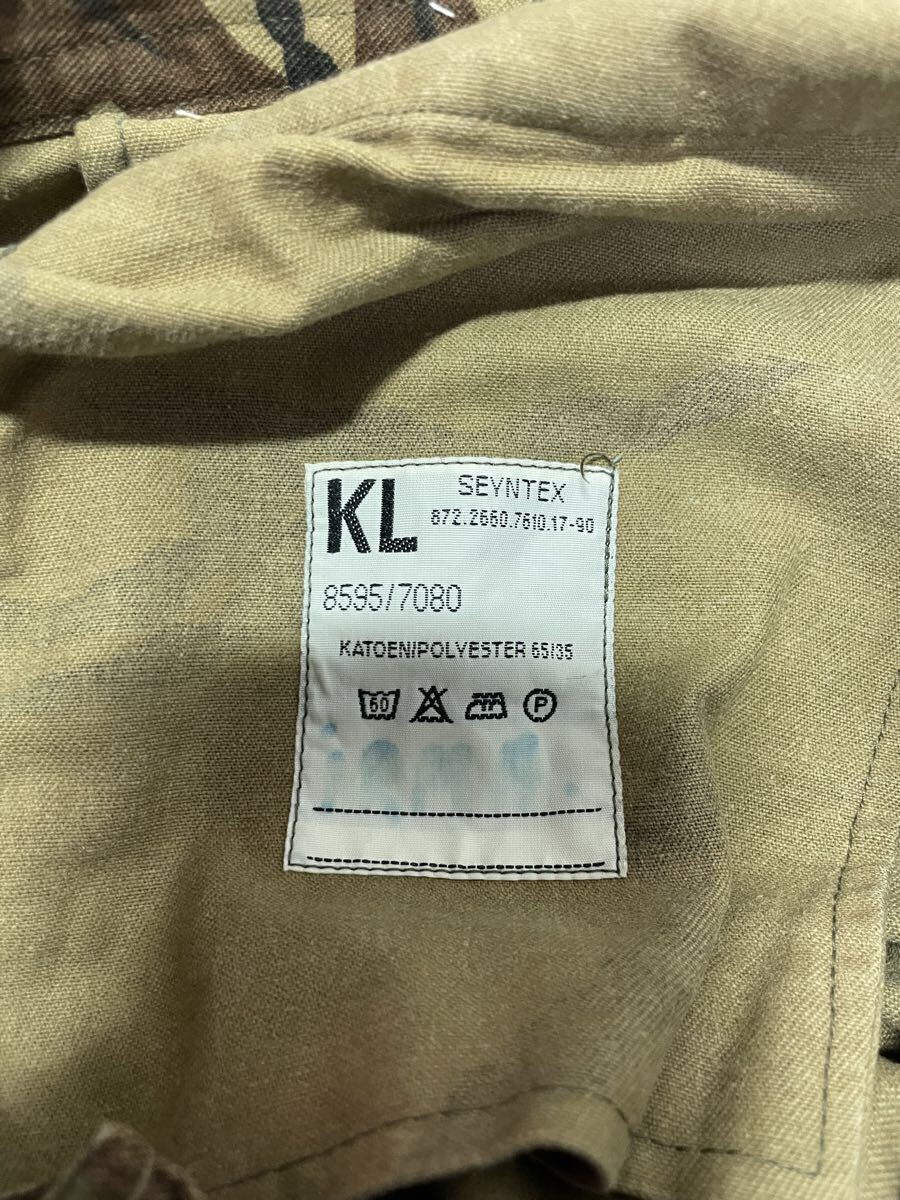 KL
SEYNTEX
872.2660.7610.17-90
8595/7080
KATOEN/POLYESTER 65/35
60
P